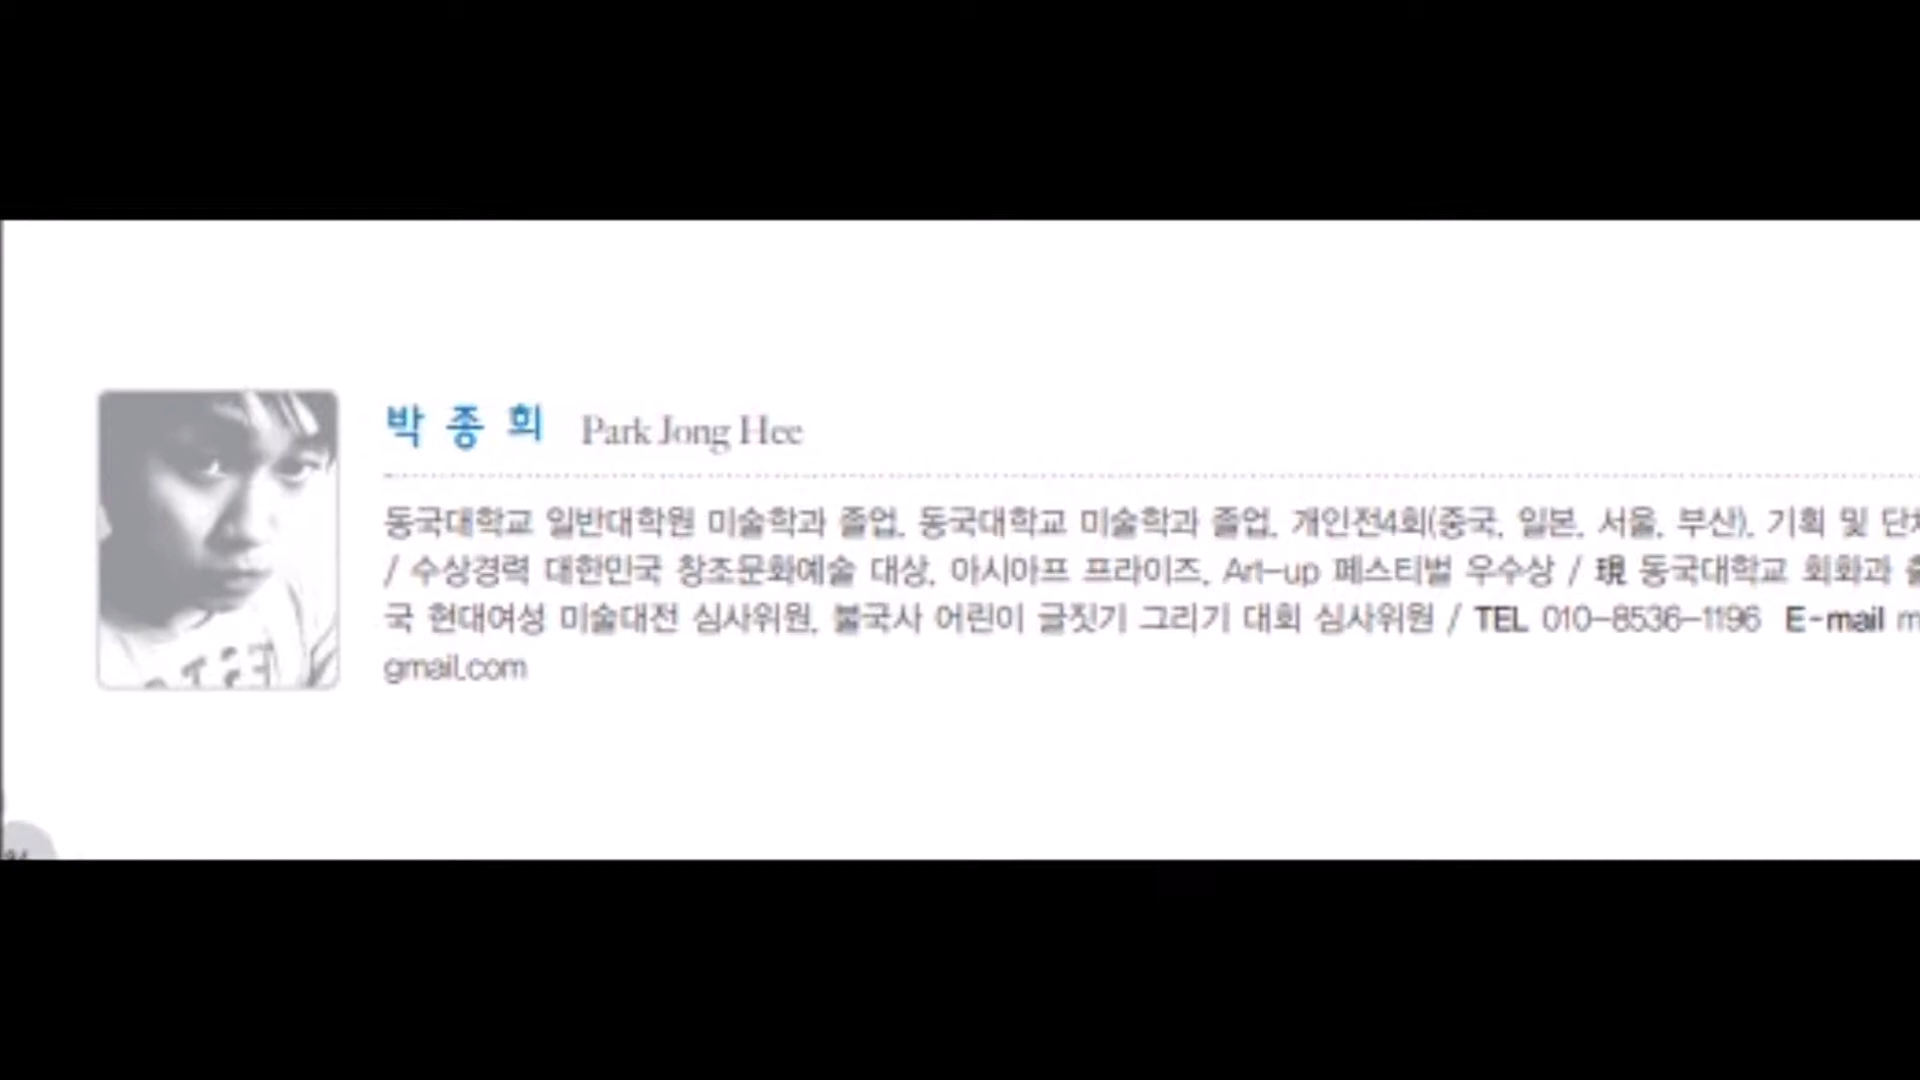 박종희 Park Jong Hee
동국대학교 일반대학원 미술학과 졸업, 동국대학교 미술학과 졸업, 개인전4회(중국, 일본, 서울, 부산), 기획 및
/ 수상경력 대한민국 창조문화예술 대상, 아시아프 프라이즈, Art-up 페스티벌 우수상 / 現 동국대학교 회화과
국 현대여성 미술대전 심사위원, 불국사 어린이 글짓기 그리기 대회 심사위원 / TEL 010-8536-1196 E-mail
gmail.com